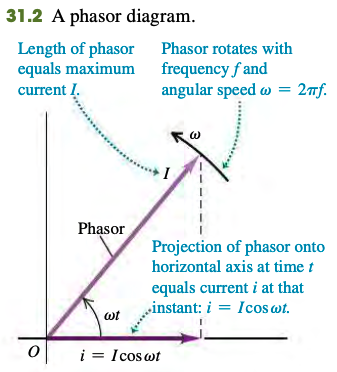 31.2 A phasor diagram.
Length of phasor
equals maximum
current I.
Phasor rotates with
frequency f and
angular speed ω = 2πf.
ω
I
Phasor
Projection of phasor onto
horizontal axis at time t
equals current i at that
instant: i = I cos ωt.
ωt
O
i = I cos ωt